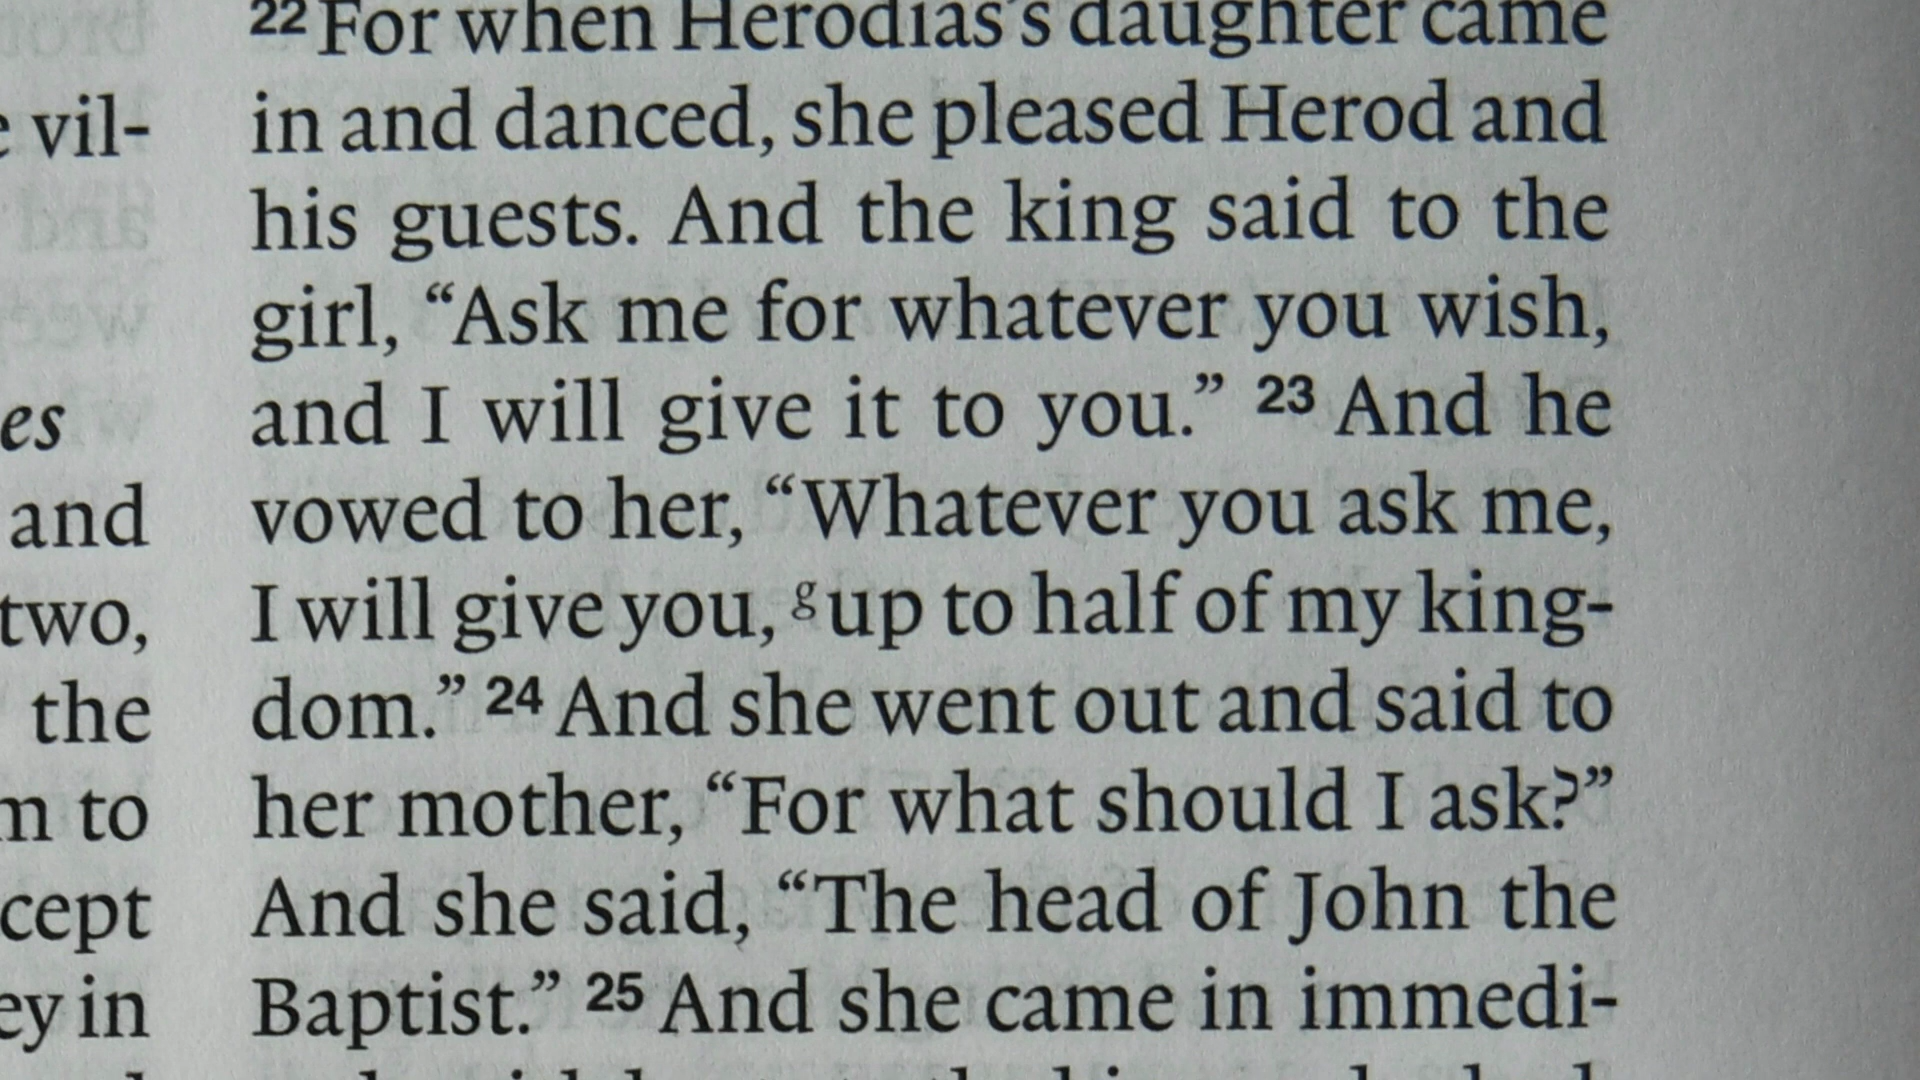 vil-
es
and
two,
the
to
cept
in
22 For when Herodias's daughter came
in and danced, she pleased Herod and
his guests. And the king said to the
girl, “Ask me for whatever you wish,
and I will give it to you.” 23 And he
vowed to her, “Whatever you ask me,
I will give you, g up to half of my king-
dom.” 24 And she went out and said to
her mother, “For what should I ask?”
And she said, “The head of John the
Baptist.” 25 And she came in immedi-